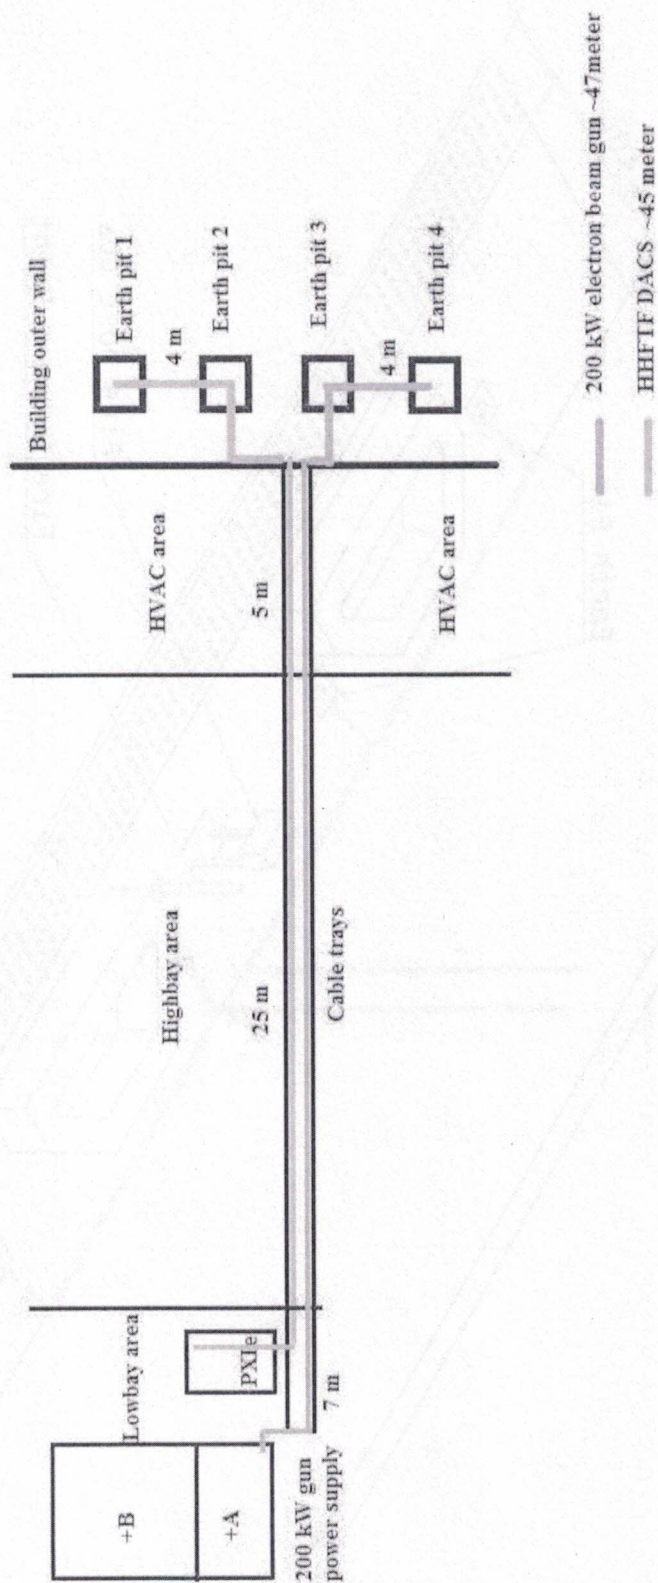 Building outer wall
Earth pit 1
4 m
Earth pit 2
Earth pit 3
4 m
Earth pit 4
HVAC area
5 m
HVAC area
Highbay area
25 m
Cable trays
Lowbay area
PXIe
7 m
+B
+A
200 kW gun
power supply
200 kW electron beam gun ~47meter
HHFTF DACS ~45 meter